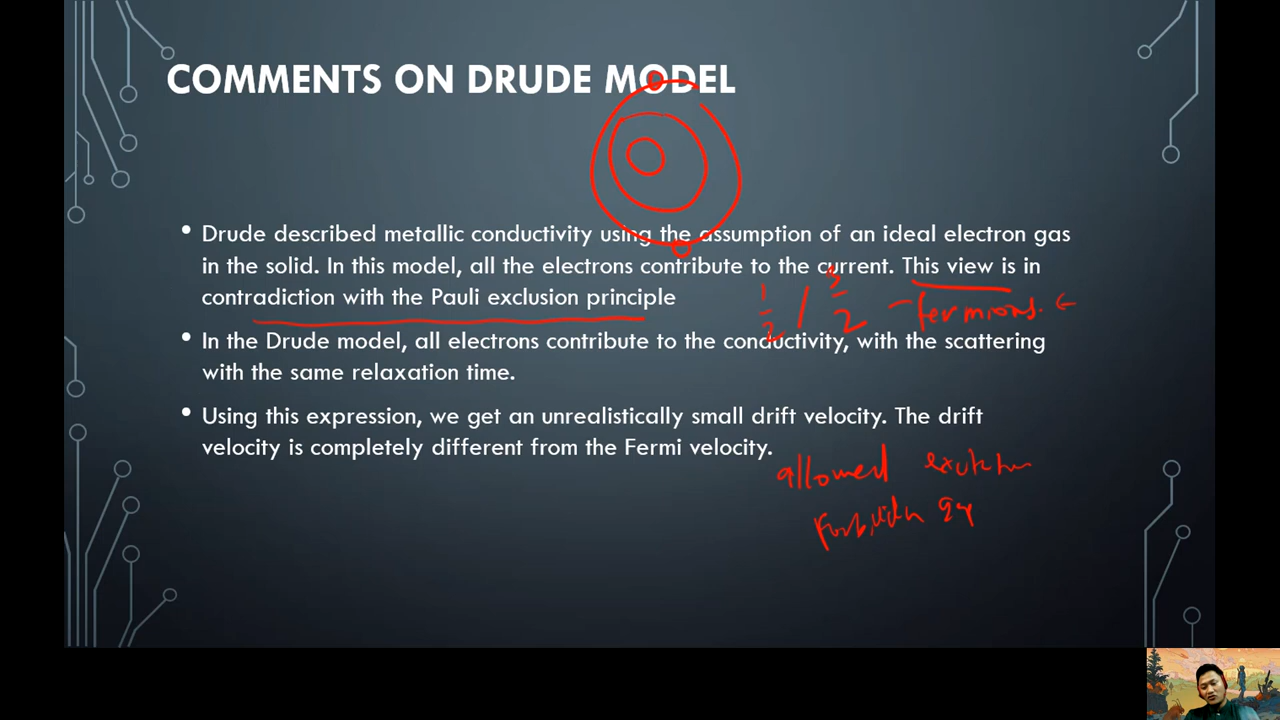 COMMENTS ON DRUDE MODEL
• Drude described metallic conductivity using the assumption of an ideal electron gas
in the solid. In this model, all the electrons contribute to the current. This view is in
contradiction with the Pauli exclusion principle
1/2 / 3/2 – fermions. ←
• In the Drude model, all electrons contribute to the conductivity, with the scattering
with the same relaxation time.
• Using this expression, we get an unrealistically small drift velocity. The drift
velocity is completely different from the Fermi velocity.
allowed